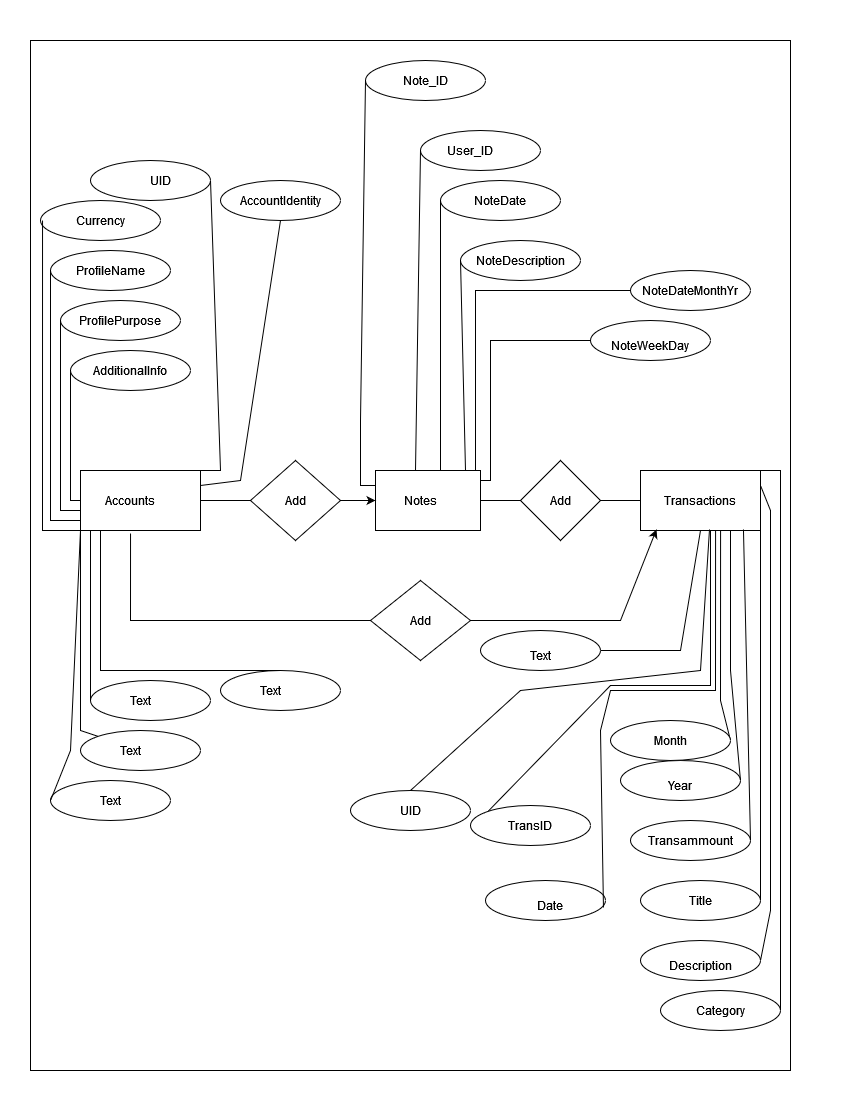 Note_ID
User_ID
UID
AccountIdentity
NoteDate
Currency
ProfileName
NoteDescription
NoteDateMonthYr
ProfilePurpose
NoteWeekDay
AdditionalInfo
Accounts
Add
Notes
Add
Transactions
Add
Text
Text
Text
Text
Text
Month
Year
UID
TransID
Transammount
Date
Title
Description
Category